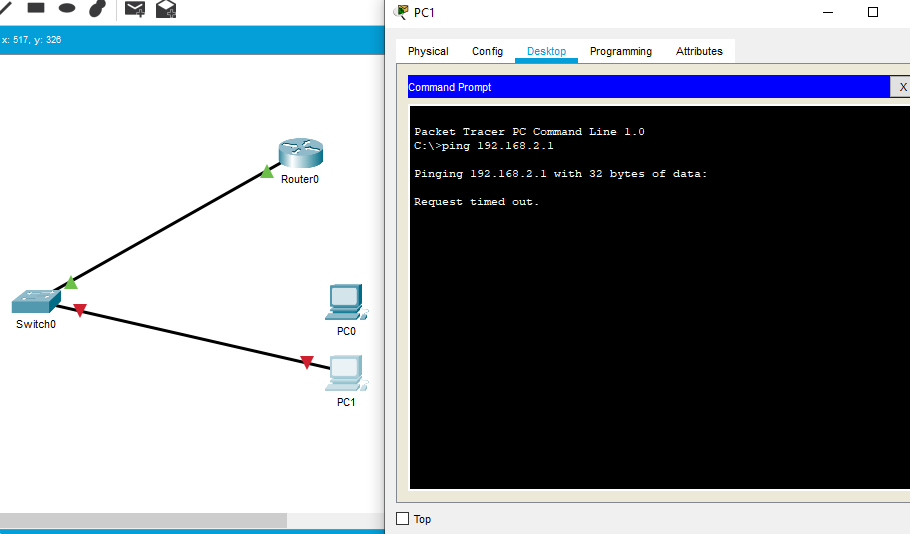 x: 517, y: 326
Router0
Switch0
PC0
PC1
PC1
Physical Config Desktop Programming Attributes
Command Prompt
X
Packet Tracer PC Command Line 1.0
C:\>ping 192.168.2.1
Pinging 192.168.2.1 with 32 bytes of data:
Request timed out.
Top